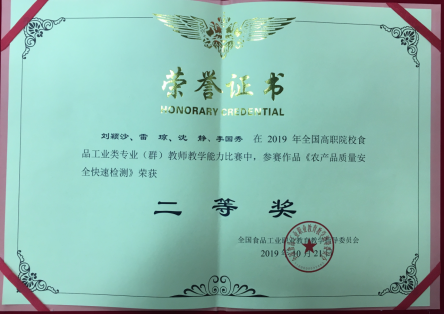 荣誉证书
HONORARY CREDENTIAL
刘颖沙、雷 琼、沈 静、李国秀 在 2019 年全国高职院校食
品工业类专业（群）教师教学能力比赛中，参赛作品《农产品质量安
全快速检测》荣获
二等奖
全国食品工业职业教育教学指导委员会
2019 年 10 月 21 日